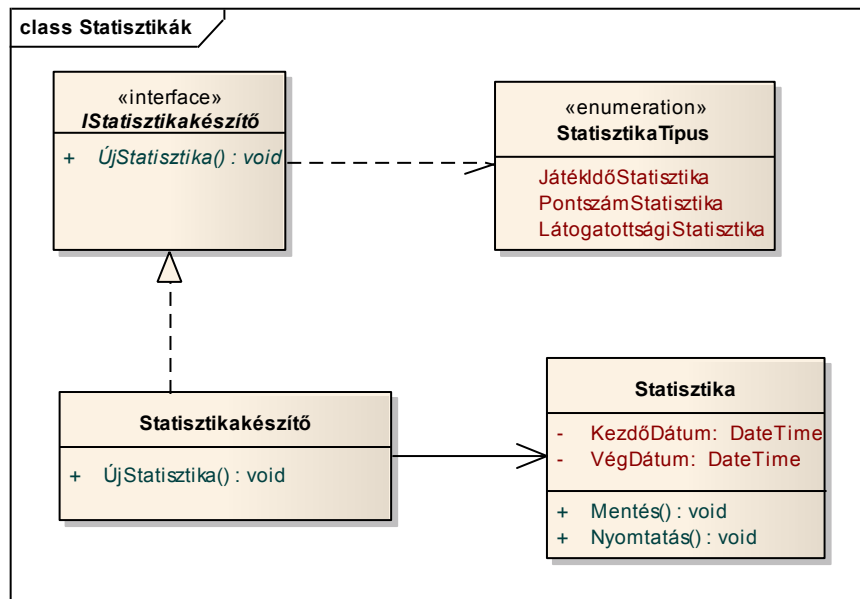 class Statisztikák
«interface»
IStatisztikakészítő
+ ÚjStatisztika() : void
«enumeration»
StatisztikaTípus
JátékIdőStatisztika
PontszámStatisztika
LátogatottságiStatisztika
Statisztikakészítő
+ ÚjStatisztika() : void
Statisztika
- KezdőDátum: DateTime
- VégDátum: DateTime
+ Mentés() : void
+ Nyomtatás() : void